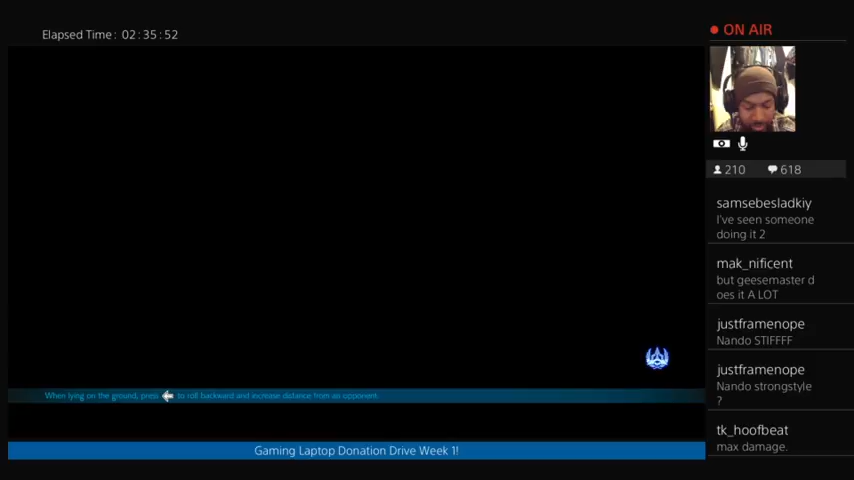 Elapsed Time: 02:35:52
ON AIR
210 618
samsebesladkiy
I've seen someone
doing it 2
mak_nificent
but geesemaster d
oes it A LOT
justframenope
Nando STIFFFF
justframenope
Nando strongstyle
?
tk_hoofbeat
max damage.
When lying on the ground, press to roll backward and increase distance from an opponent.
Gaming Laptop Donation Drive Week 1!